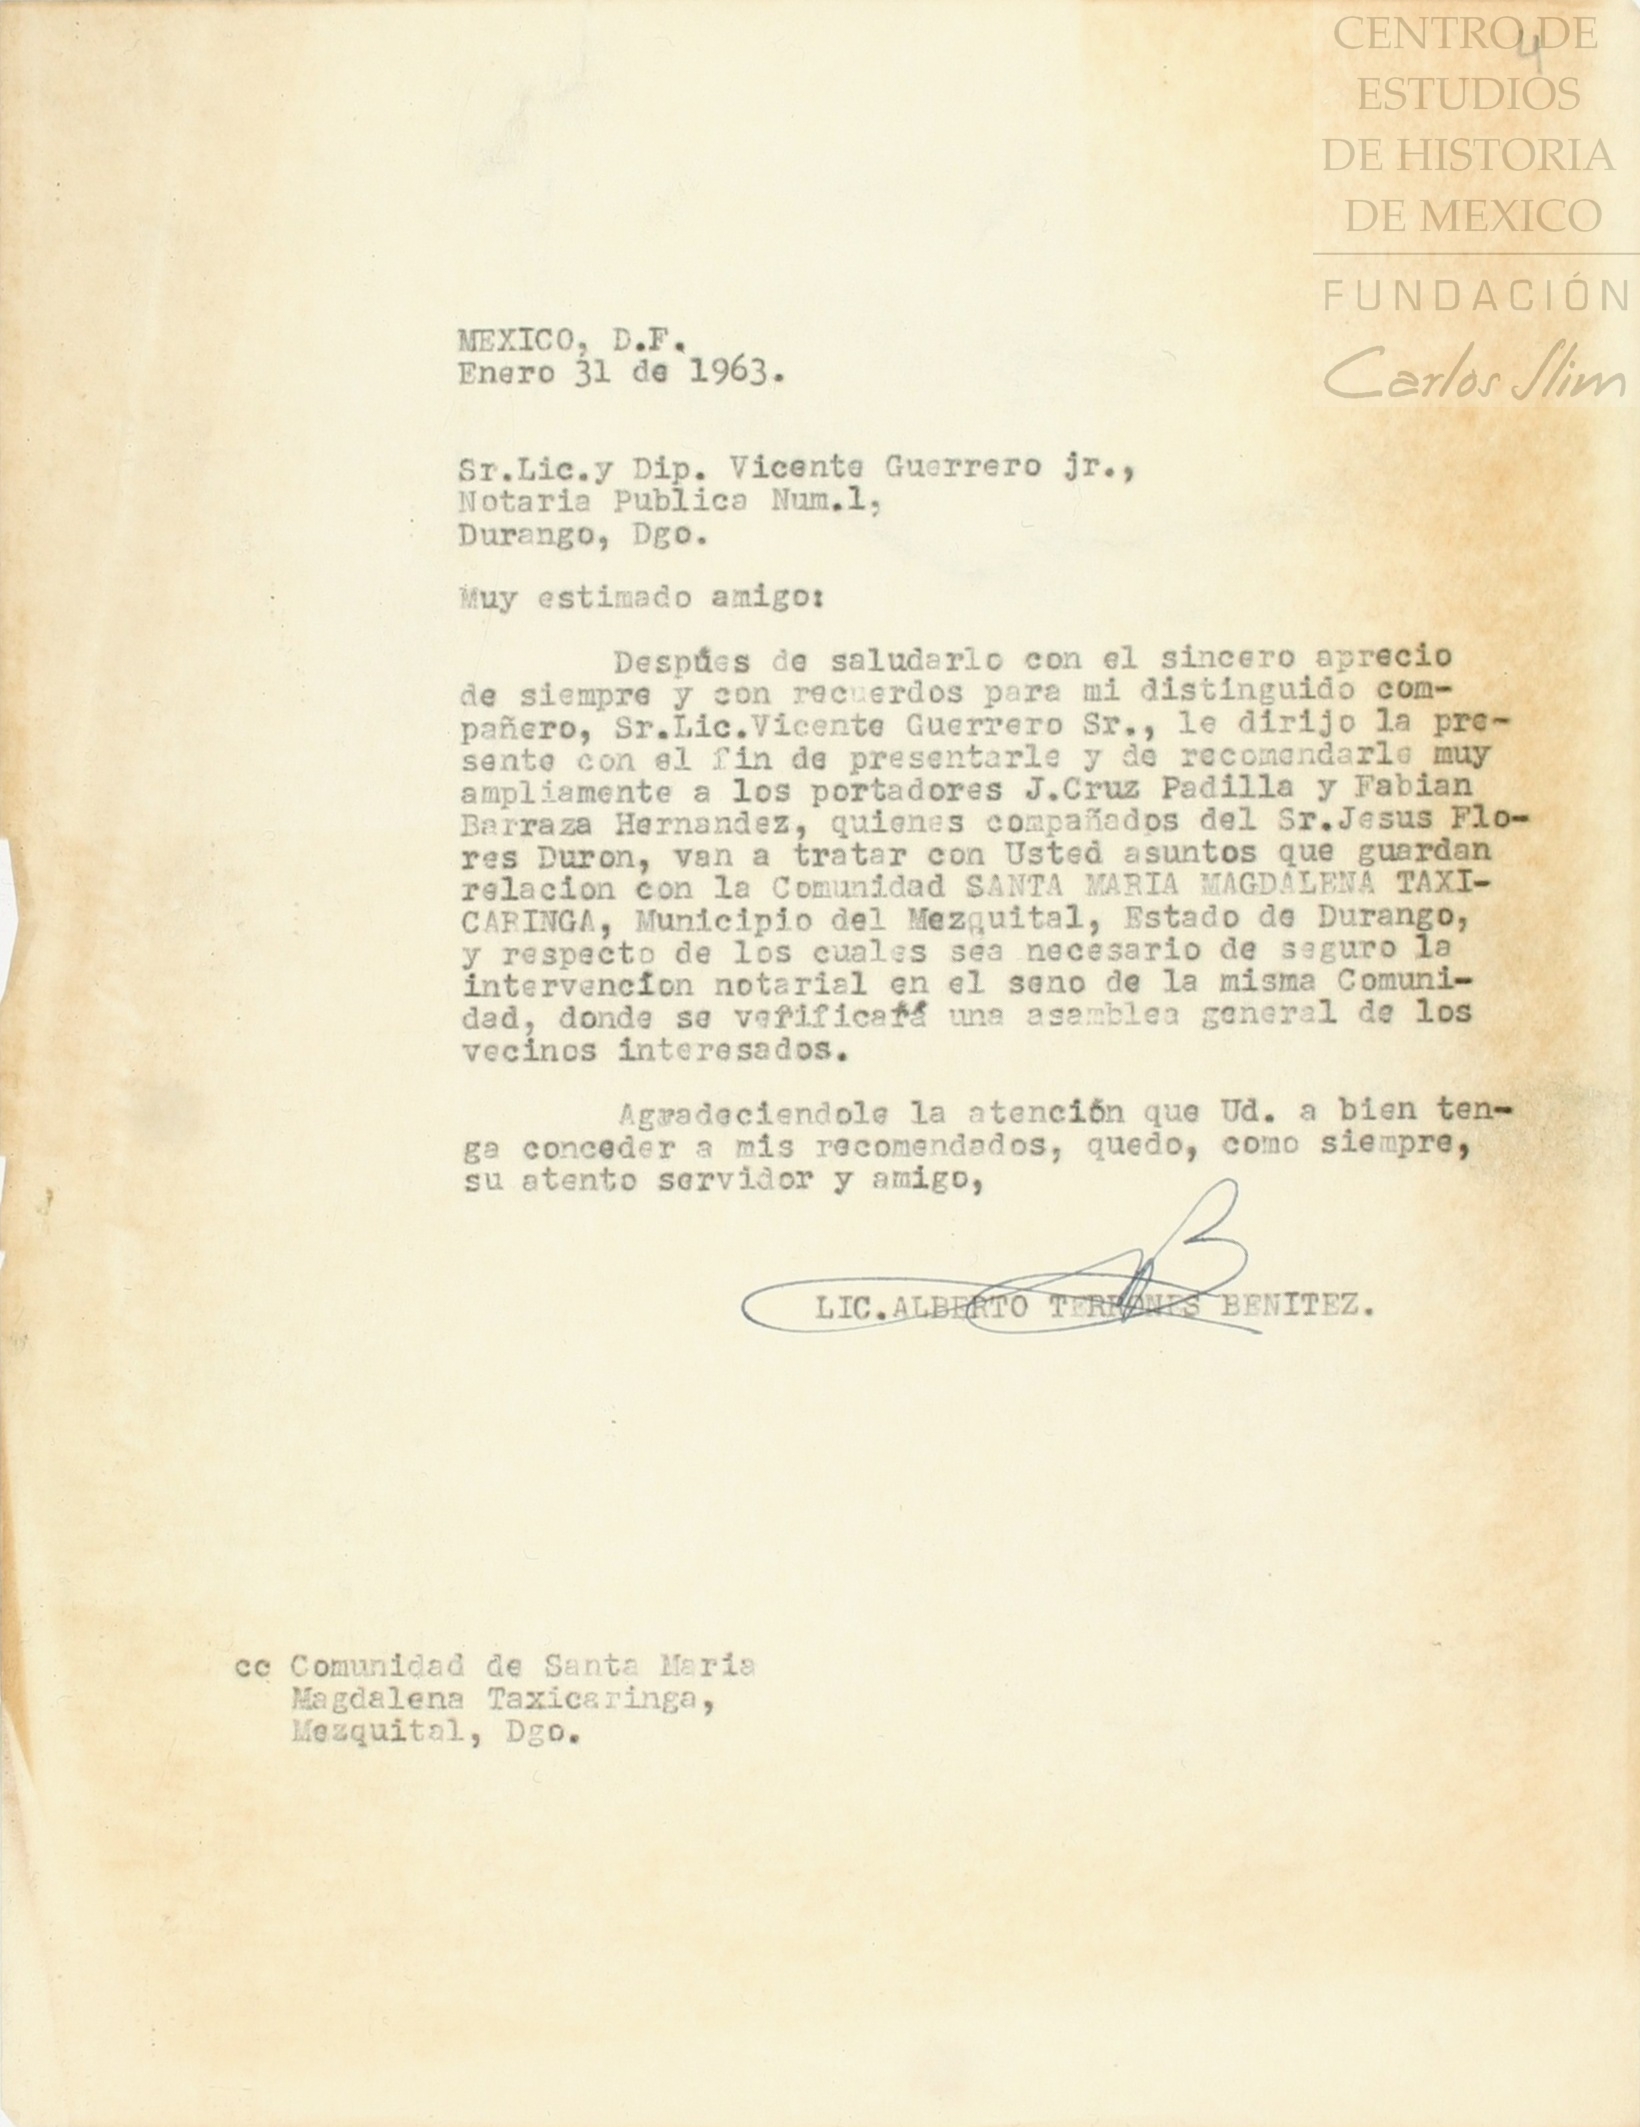 CENTRO DE
ESTUDIOS
DE HISTORIA
DE MEXICO
FUNDACIÓN
Carlos Slim
4
MEXICO, D.F.
Enero 31 de 1963.
Sr.Lic.y Dip. Vicente Guerrero jr.,
Notaria Publica Num.1,
Durango, Dgo.
Muy estimado amigo:
Despúes de saludarlo con el sincero aprecio
de siempre y con recuerdos para mi distinguido com-
pañero, Sr.Lic.Vicente Guerrero Sr., le dirijo la pre-
sente con el fin de presentarle y de recomendarle muy
ampliamente a los portadores J.Cruz Padilla y Fabian
Barraza Hernandez, quienes compañados del Sr.Jesus Flo-
res Duron, van a tratar con Usted asuntos que guardan
relacion con la Comunidad SANTA MARIA MAGDALENA TAXI-
CARINGA, Municipio del Mezquital, Estado de Durango,
y respecto de los cuales sea necesario de seguro la
intervencíon notarial en el seno de la misma Comuni-
dad, donde se verificará una asamblea general de los
vecinos interesados.
Agradeciendole la atención que Ud. a bien ten-
ga conceder a mis recomendados, quedo, como siempre,
su atento servidor y amigo,
LIC.ALBERTO TERRONES BENITEZ.
cc Comunidad de Santa Maria
Magdalena Taxicaringa,
Mezquital, Dgo.